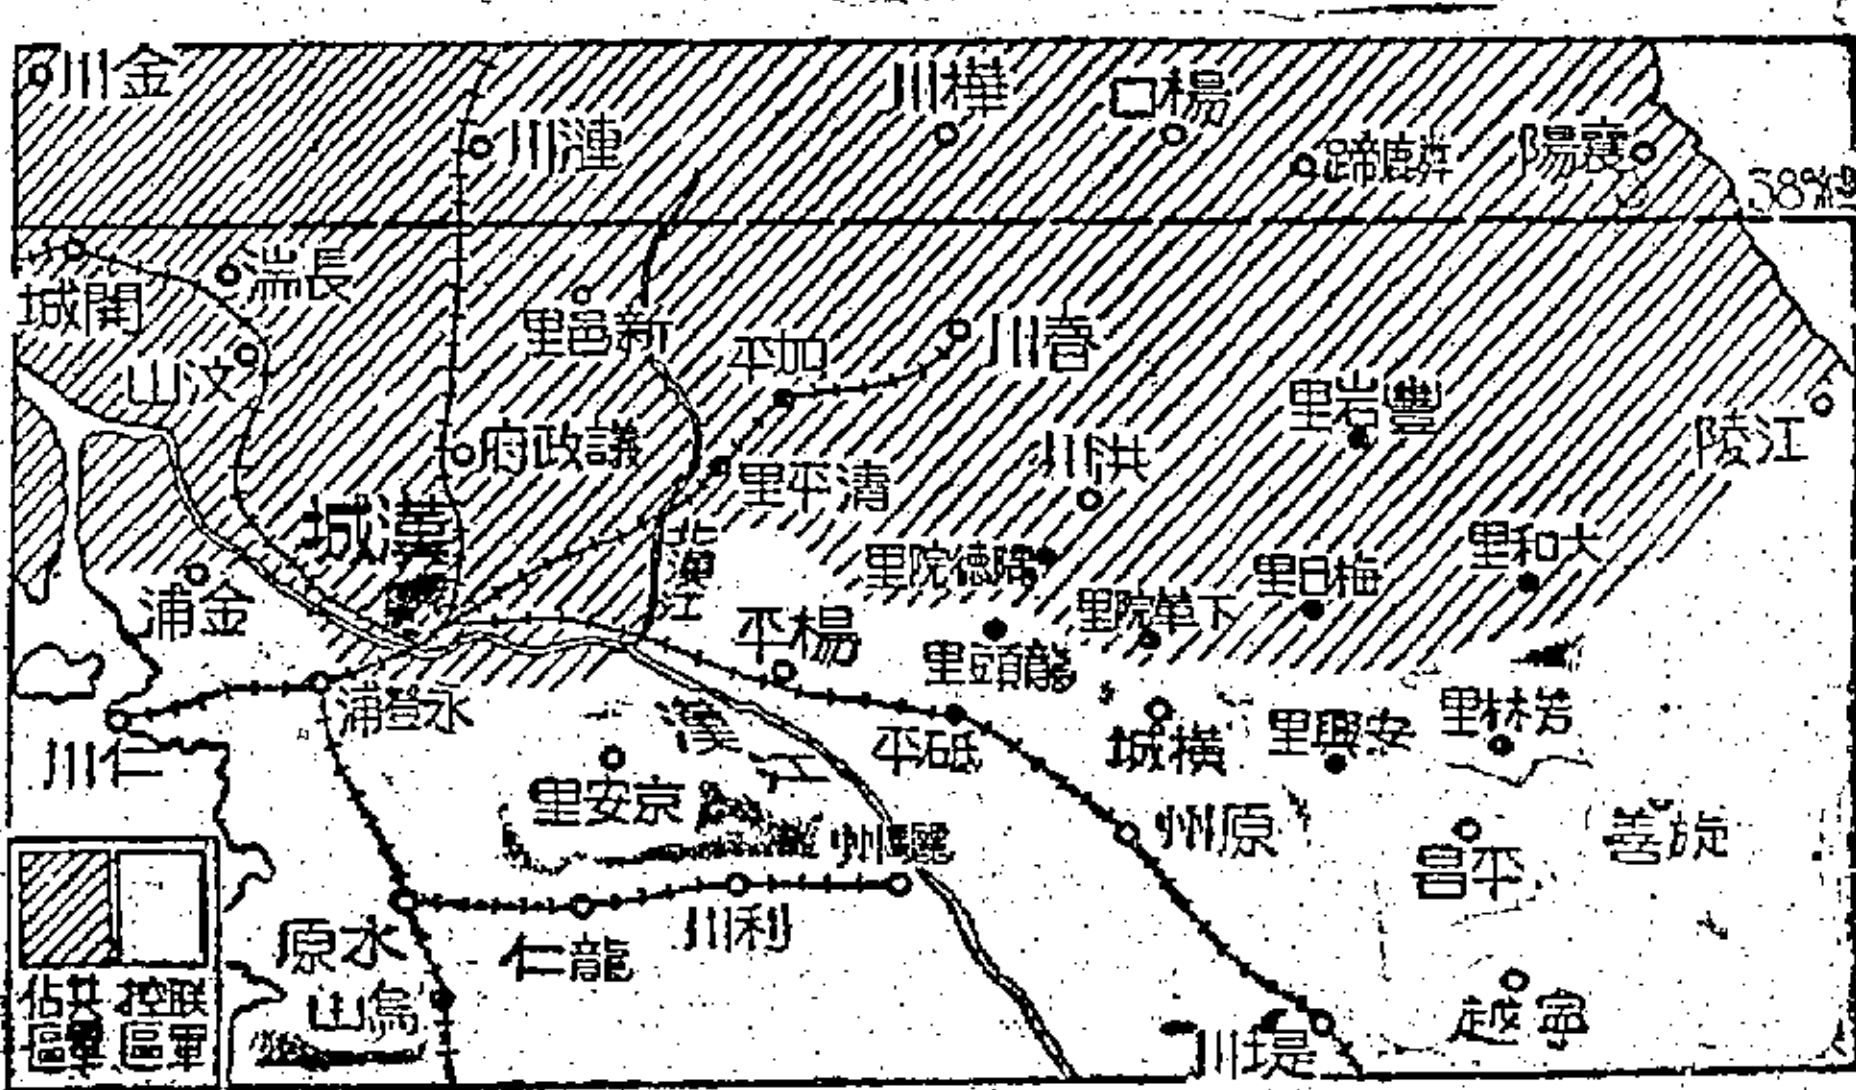 金川
漣川
樺川
楊口
麟蹄
襄陽
38°線
開城
長湍
汶山
新邑里
加平
春川
豐岩里
江陵
議政府
清平里
洪川
漢城
北漢江
德院里
梅日里
大和里
下草院里
金浦
楊平
龍頭里
永登浦
漢江
砥平
橫城
安興里
芳林里
仁川
京安里
驪州
原州
平昌
旌善
水原
龍仁
利川
烏山
堤川
寧越
共軍佔區
联軍控區